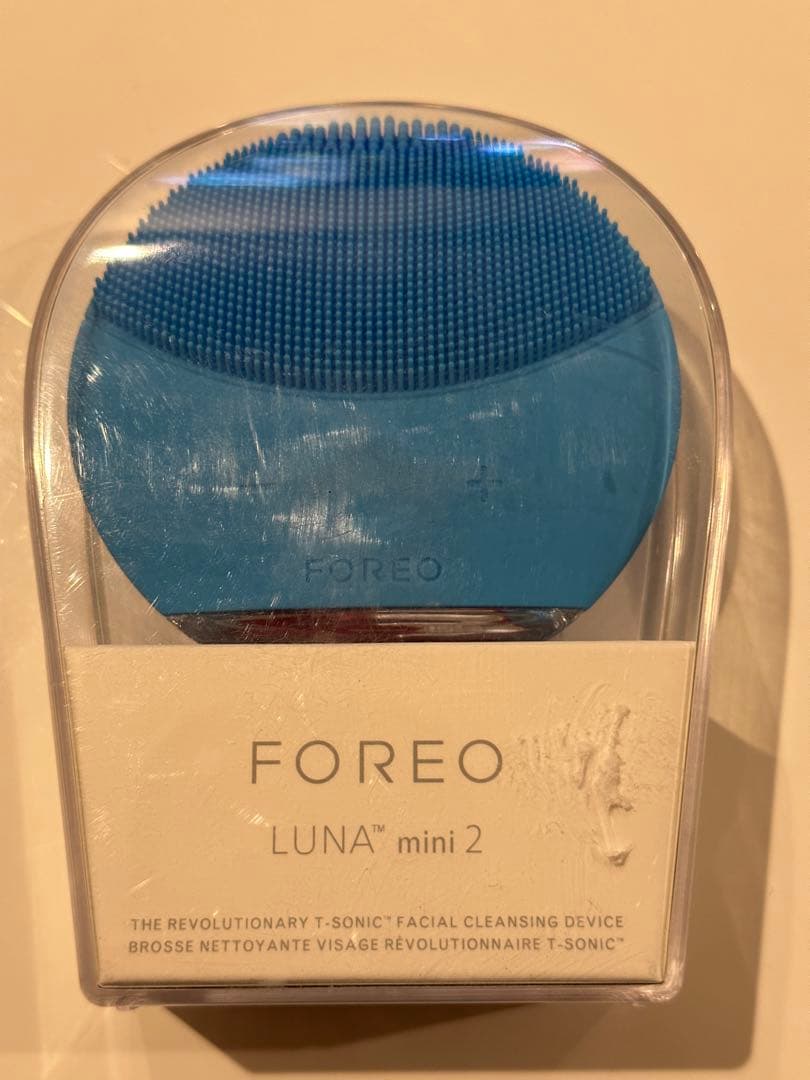 − +
FOREO
FOREO
LUNA™ mini 2
THE REVOLUTIONARY T-SONIC™ FACIAL CLEANSING DEVICE
BROSSE NETTOYANTE VISAGE RÉVOLUTIONNAIRE T-SONIC™